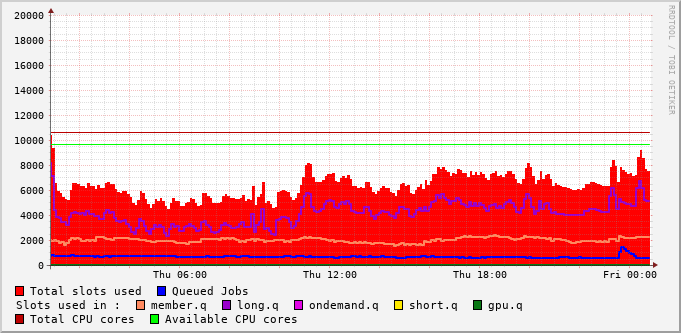 RRDTOOL / TOBI OETIKER
20000
18000
16000
14000
12000
10000
8000
6000
4000
2000
0
Thu 06:00 Thu 12:00 Thu 18:00 Fri 00:00
Total slots used Queued Jobs
Slots used in : member.q long.q ondemand.q short.q gpu.q
Total CPU cores Available CPU cores